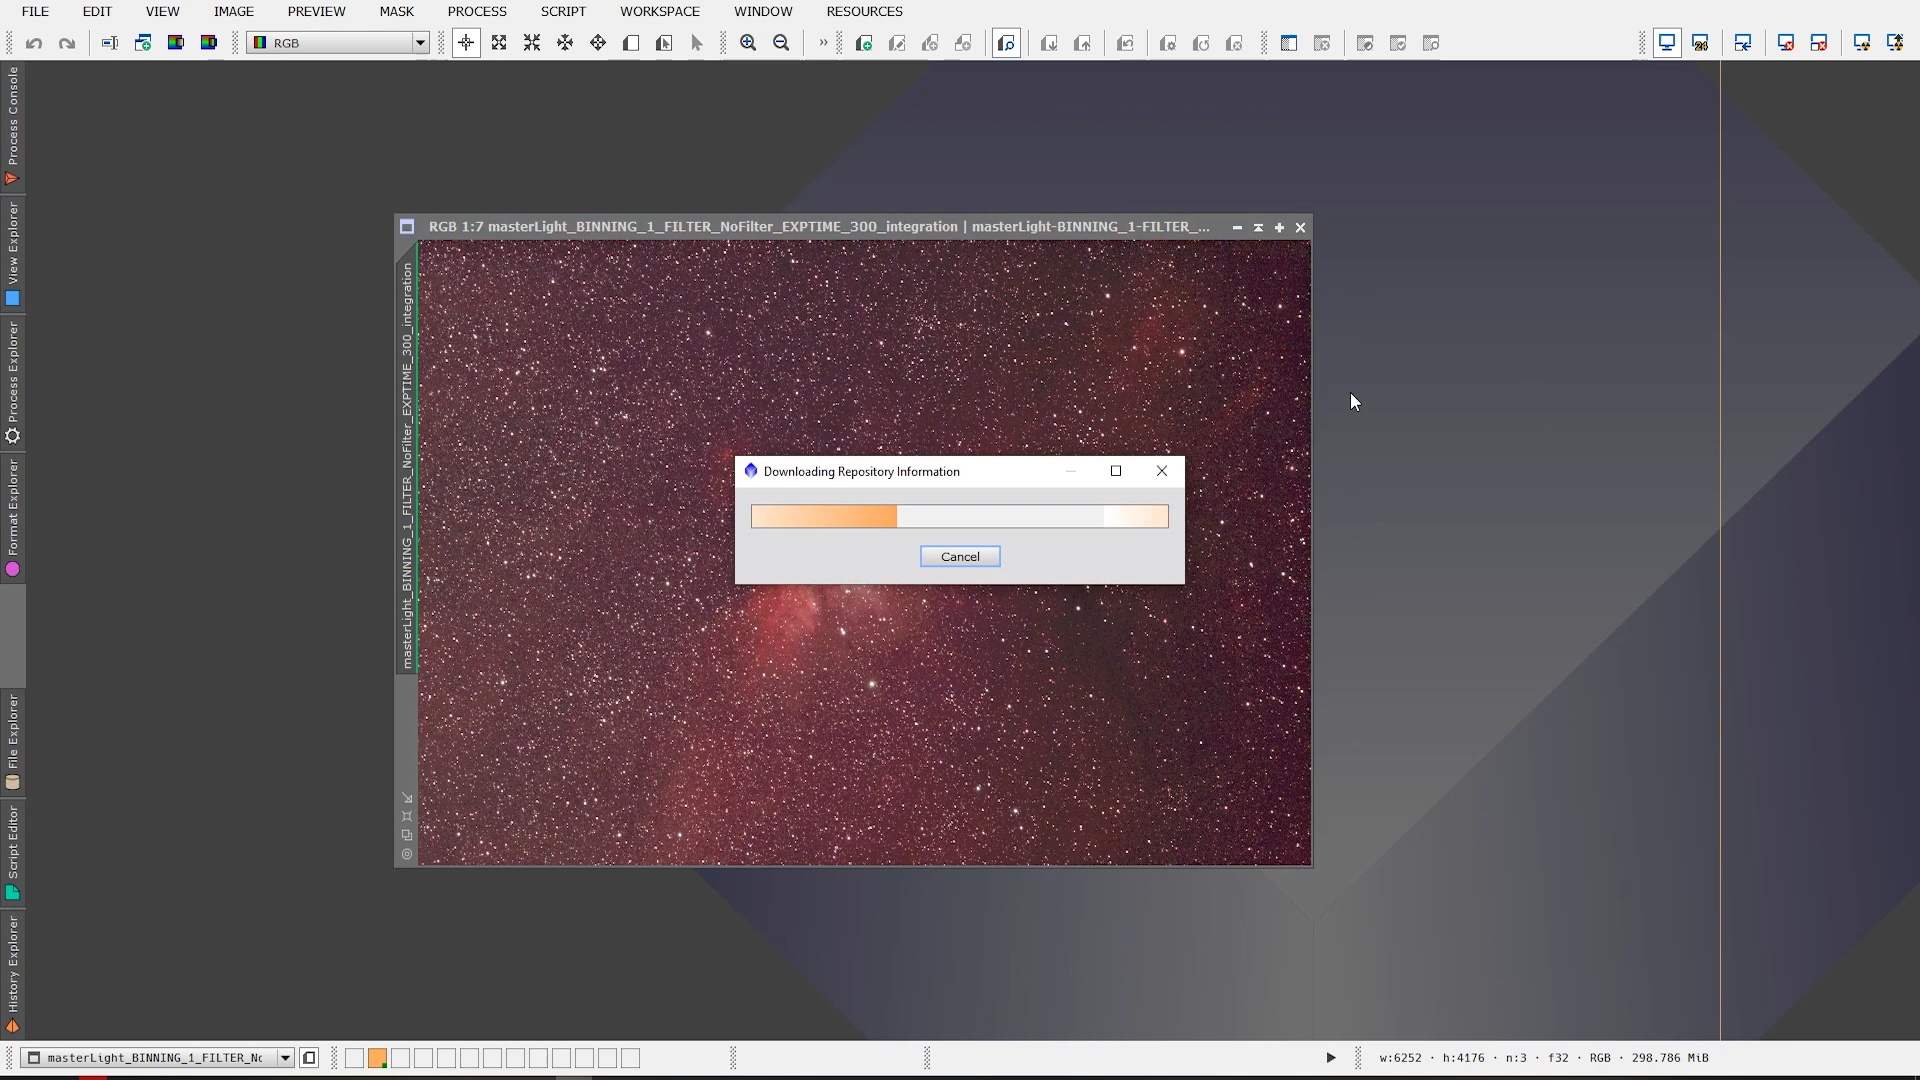 FILE EDIT VIEW IMAGE PREVIEW MASK PROCESS SCRIPT WORKSPACE WINDOW RESOURCES
RGB
24
Process Console
View Explorer
Process Explorer
Format Explorer
File Explorer
Script Editor
History Explorer
RGB 1:7 masterLight_BINNING_1_FILTER_NoFilter_EXPTIME_300_integration | masterLight-BINNING_1-FILTER_...
masterLight_BINNING_1_FILTER_NoFilter_EXPTIME_300_integration
Downloading Repository Information
Cancel
masterLight_BINNING_1_FILTER_Nc
w:6252 · h:4176 · n:3 · f32 · RGB · 298.786 MiB